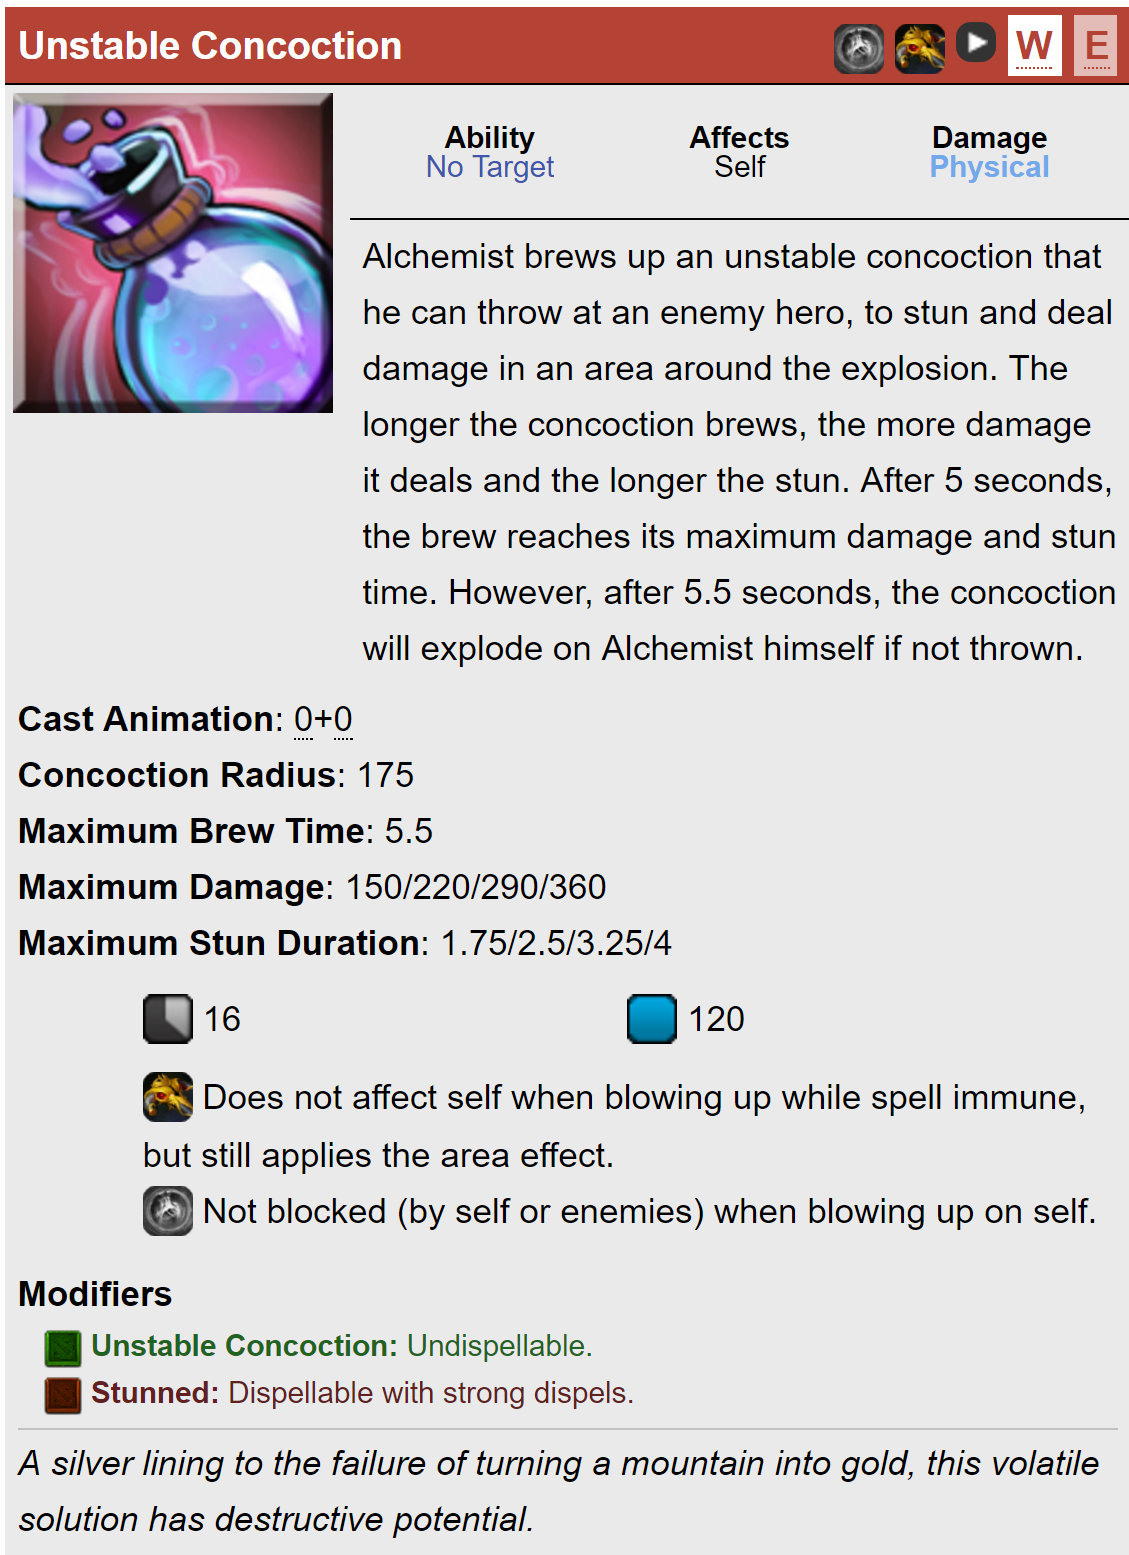 Unstable Concoction W E
Ability Affects Damage
No Target Self Physical
Alchemist brews up an unstable concoction that
he can throw at an enemy hero, to stun and deal
damage in an area around the explosion. The
longer the concoction brews, the more damage
it deals and the longer the stun. After 5 seconds,
the brew reaches its maximum damage and stun
time. However, after 5.5 seconds, the concoction
will explode on Alchemist himself if not thrown.
Cast Animation: 0+0
Concoction Radius: 175
Maximum Brew Time: 5.5
Maximum Damage: 150/220/290/360
Maximum Stun Duration: 1.75/2.5/3.25/4
16 120
Does not affect self when blowing up while spell immune,
but still applies the area effect.
Not blocked (by self or enemies) when blowing up on self.
Modifiers
Unstable Concoction: Undispellable.
Stunned: Dispellable with strong dispels.
A silver lining to the failure of turning a mountain into gold, this volatile
solution has destructive potential.